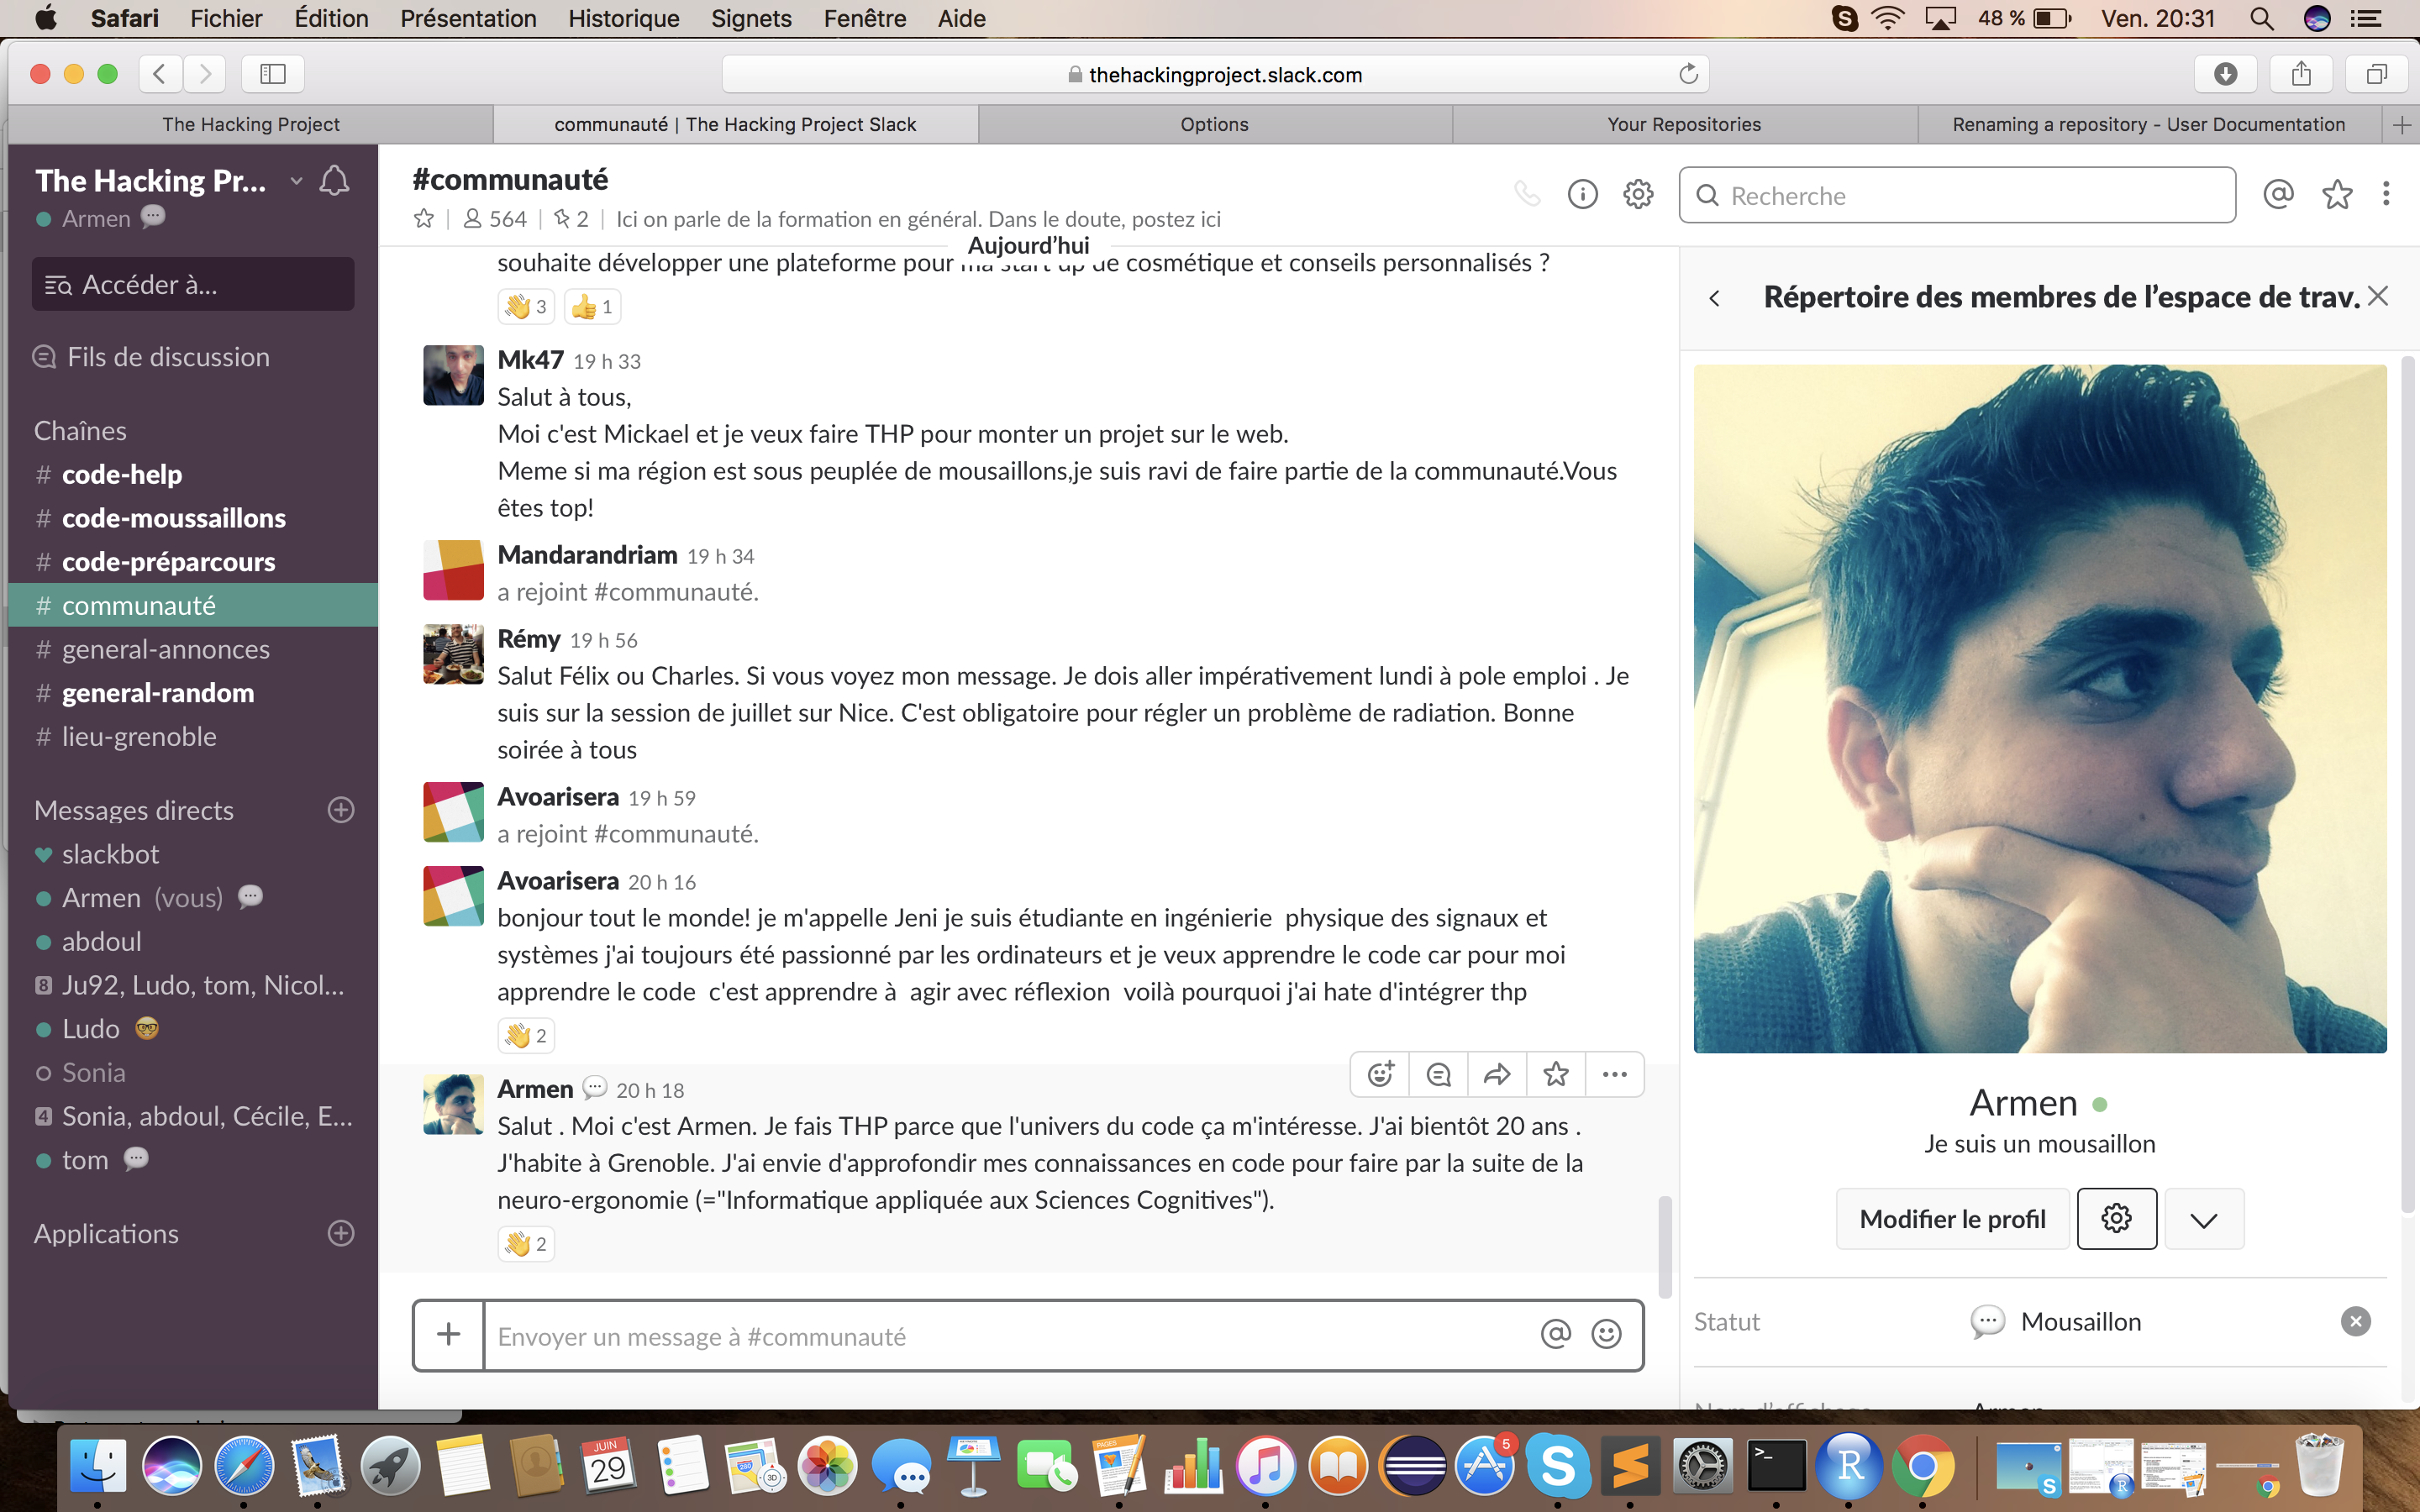 Safari Fichier Édition Présentation Historique Signets Fenêtre Aide 48 % Ven. 20:31
thehackingproject.slack.com
The Hacking Project
communauté | The Hacking Project Slack
Options
Your Repositories
Renaming a repository - User Documentation
The Hacking Pr...
Armen
Accéder à...
Fils de discussion
Chaînes
# code-help
# code-moussaillons
# code-préparcours
# communauté
# general-annonces
# general-random
# lieu-grenoble
Messages directs
slackbot
Armen (vous)
abdoul
8 Ju92, Ludo, tom, Nicol...
Ludo
Sonia
4 Sonia, abdoul, Cécile, E...
tom
Applications
#communauté
564 | 2 | Ici on parle de la formation en général. Dans le doute, postez ici
Recherche
Aujourd'hui
souhaite développer une plateforme pour ma start up de cosmétique et conseils personnalisés ?
3 1
Mk47 19 h 33
Salut à tous,
Moi c'est Mickael et je veux faire THP pour monter un projet sur le web.
Meme si ma région est sous peuplée de mousaillons,je suis ravi de faire partie de la communauté.Vous
êtes top!
Mandarandriam 19 h 34
a rejoint #communauté.
Rémy 19 h 56
Salut Félix ou Charles. Si vous voyez mon message. Je dois aller impérativement lundi à pole emploi . Je
suis sur la session de juillet sur Nice. C'est obligatoire pour régler un problème de radiation. Bonne
soirée à tous
Avoarisera 19 h 59
a rejoint #communauté.
Avoarisera 20 h 16
bonjour tout le monde! je m'appelle Jeni je suis étudiante en ingénierie  physique des signaux et
systèmes j'ai toujours été passionné par les ordinateurs et je veux apprendre le code car pour moi
apprendre le code  c'est apprendre à  agir avec réflexion  voilà pourquoi j'ai hate d'intégrer thp
2
Armen 20 h 18
Salut . Moi c'est Armen. Je fais THP parce que l'univers du code ça m'intéresse. J'ai bientôt 20 ans .
J'habite à Grenoble. J'ai envie d'approfondir mes connaissances en code pour faire par la suite de la
neuro-ergonomie (="Informatique appliquée aux Sciences Cognitives").
2
Envoyer un message à #communauté
Répertoire des membres de l'espace de trav.
Armen
Je suis un mousaillon
Modifier le profil
Statut
Mousaillon
Nom d'affichage
Armen
JUIN
29
5